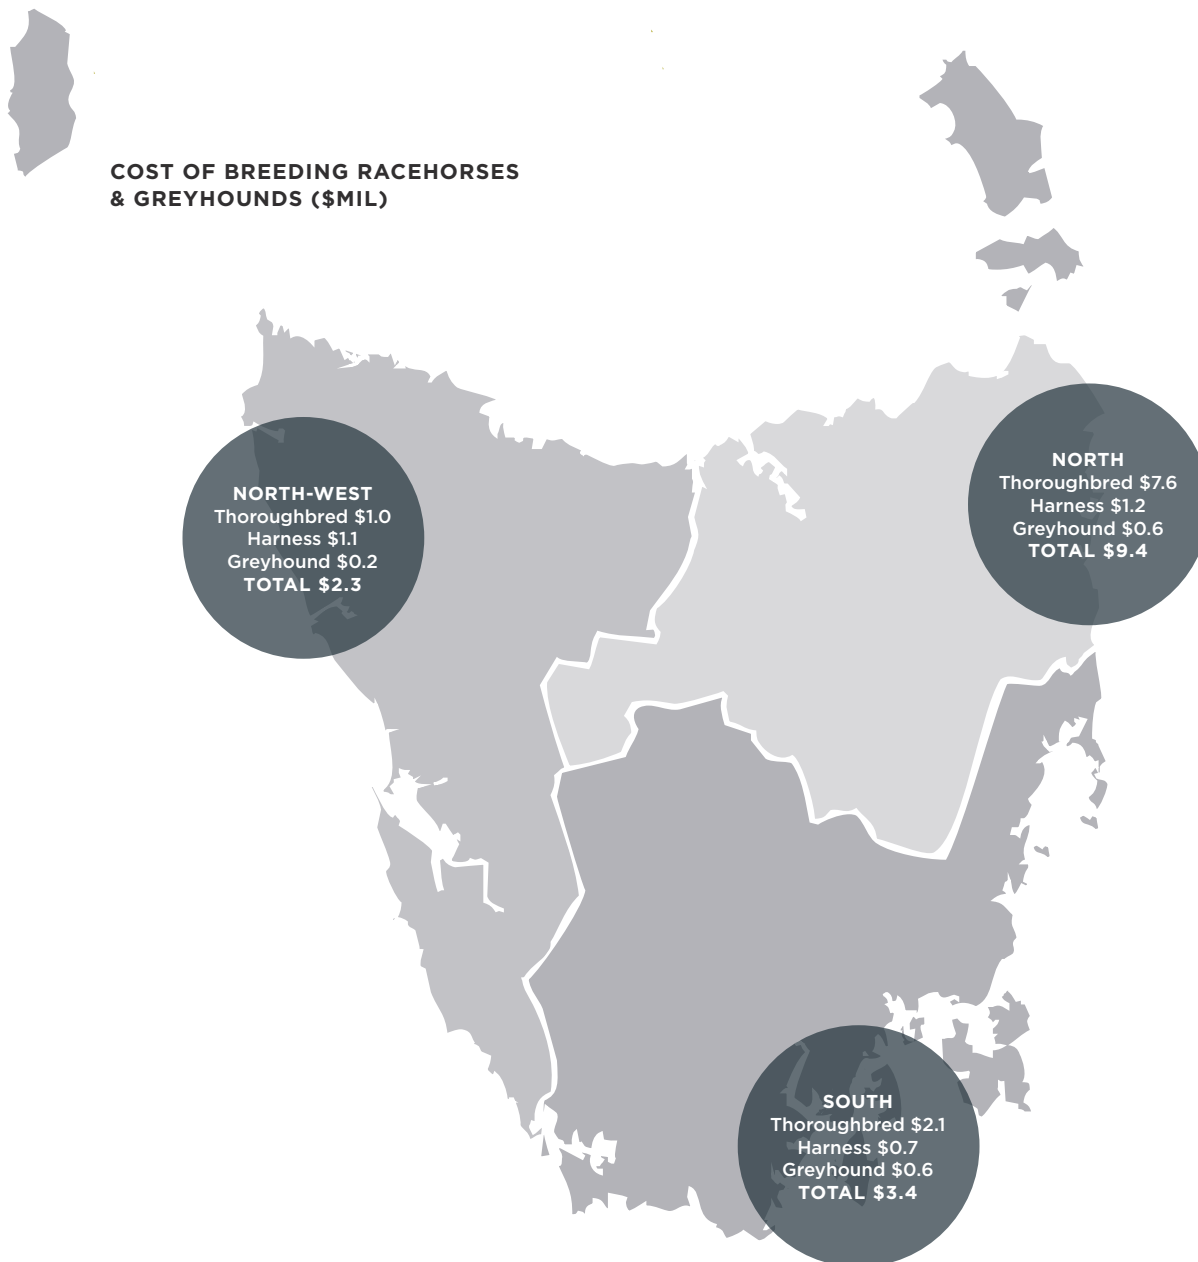 COST OF BREEDING RACEHORSES
& GREYHOUNDS ($MIL)
NORTH-WEST
Thoroughbred $1.0
Harness $1.1
Greyhound $0.2
TOTAL $2.3
NORTH
Thoroughbred $7.6
Harness $1.2
Greyhound $0.6
TOTAL $9.4
SOUTH
Thoroughbred $2.1
Harness $0.7
Greyhound $0.6
TOTAL $3.4